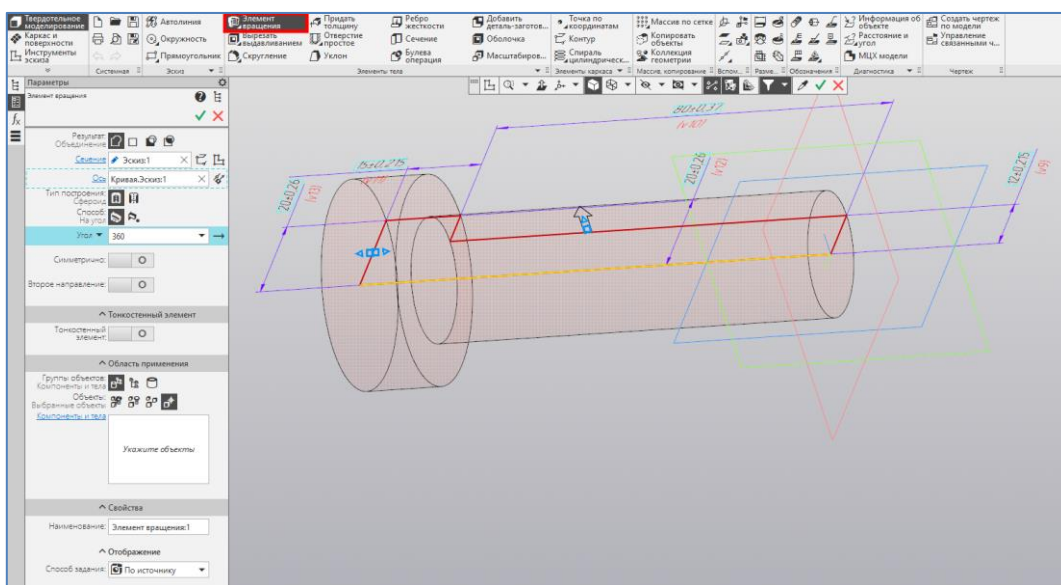 Твердотельное моделирование
Каркас и поверхности
Инструменты эскиза
Системная
Автолиния
Окружность
Прямоугольник
Эскиз
Элемент вращения
Вырезать выдавливанием
Скругление
Придать толщину
Отверстие простое
Уклон
Ребро жесткости
Сечение
Булева операция
Добавить деталь-заготов...
Оболочка
Масштабиров...
Элементы тела
Точка по координатам
Контур
Спираль цилиндрическ...
Элементы каркаса
Массив по сетке
Копировать объекты
Коллекция геометрии
Массив, копирование
Вспом...
Разме...
Обозначения
Информация об объекте
Расстояние и угол
МЦХ модели
Диагностика
Создать чертеж по модели
Управление связанными ч...
Чертеж
Параметры
Элемент вращения
Результат:
Объединение
Сечение
Эскиз:1
Ось
Кривая.Эскиз:1
Тип построения:
Сфероид
Способ:
На угол
Угол
360
Симметрично:
Второе направление:
Тонкостенный элемент
Тонкостенный
элемент:
Область применения
Группы объектов:
Компоненты и тела
Объекты:
Выбранные объекты
Компоненты и тела
Укажите объекты
Свойства
Наименование:
Элемент вращения:1
Отображение
Способ задания:
По источнику
80±0,37
(v10)
15±0,215
20±0,26
(v13)
20±0,26
(v12)
12±0,215
(v9)